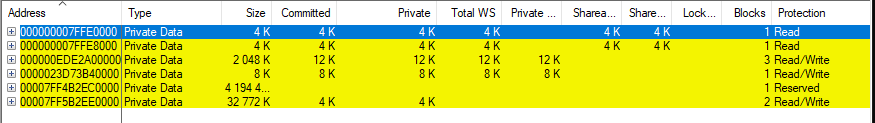 Address Type Size Committed Private Total WS Private ... Sharea... Share... Lock... Blocks Protection
000000007FFE0000 Private Data 4 K 4 K 4 K 4 K 4 K 4 K 1 Read
000000007FFE8000 Private Data 4 K 4 K 4 K 4 K 4 K 4 K 1 Read
000000EDE2A00000 Private Data 2 048 K 12 K 12 K 12 K 12 K 3 Read/Write
0000023D73B40000 Private Data 8 K 8 K 8 K 8 K 8 K 1 Read/Write
00007FF4B2EC0000 Private Data 4 194 4... 1 Reserved
00007FF5B2EE0000 Private Data 32 772 K 4 K 4 K 2 Read/Write